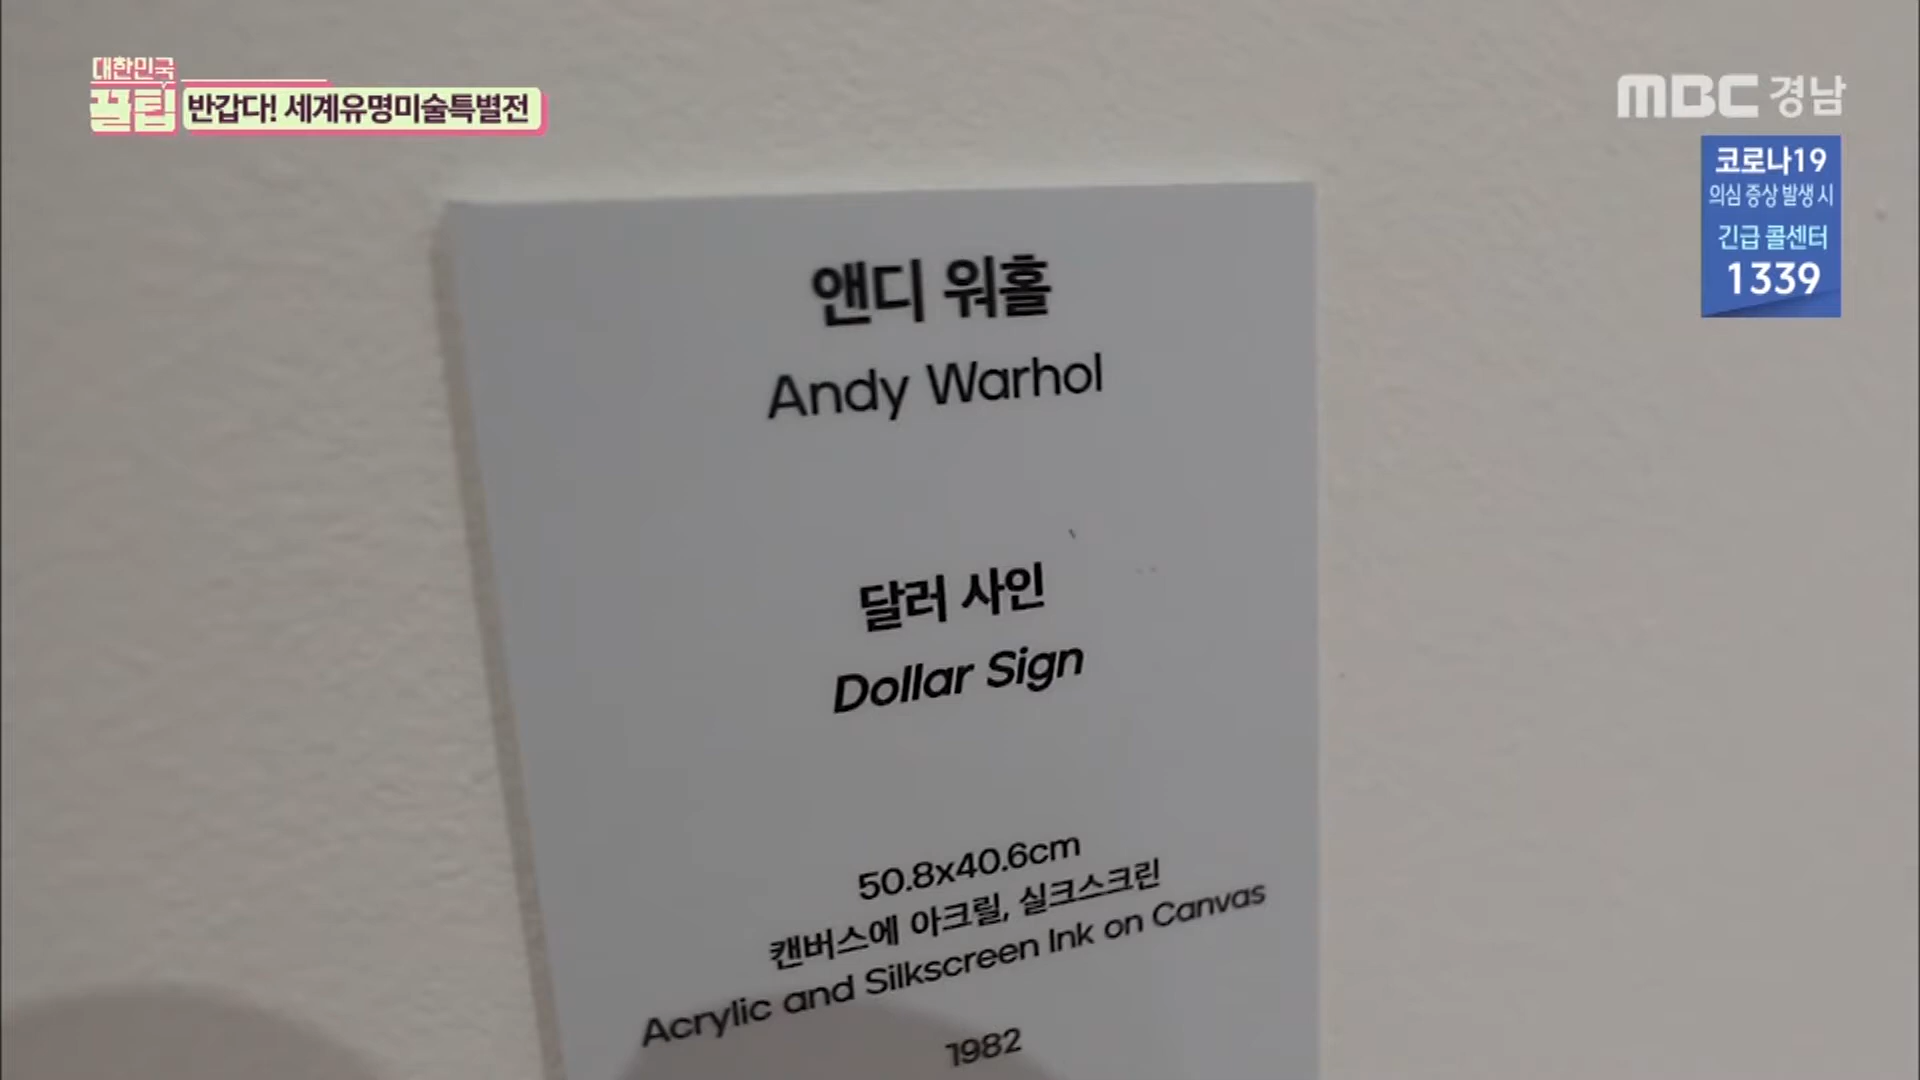 대한민국
꿀팁
반갑다! 세계유명미술특별전
MBC 경남
코로나19
의심 증상 발생 시
긴급 콜센터
1339
앤디 워홀
Andy Warhol
달러 사인
Dollar Sign
50.8x40.6cm
캔버스에 아크릴, 실크스크린
Acrylic and Silkscreen Ink on Canvas
1982